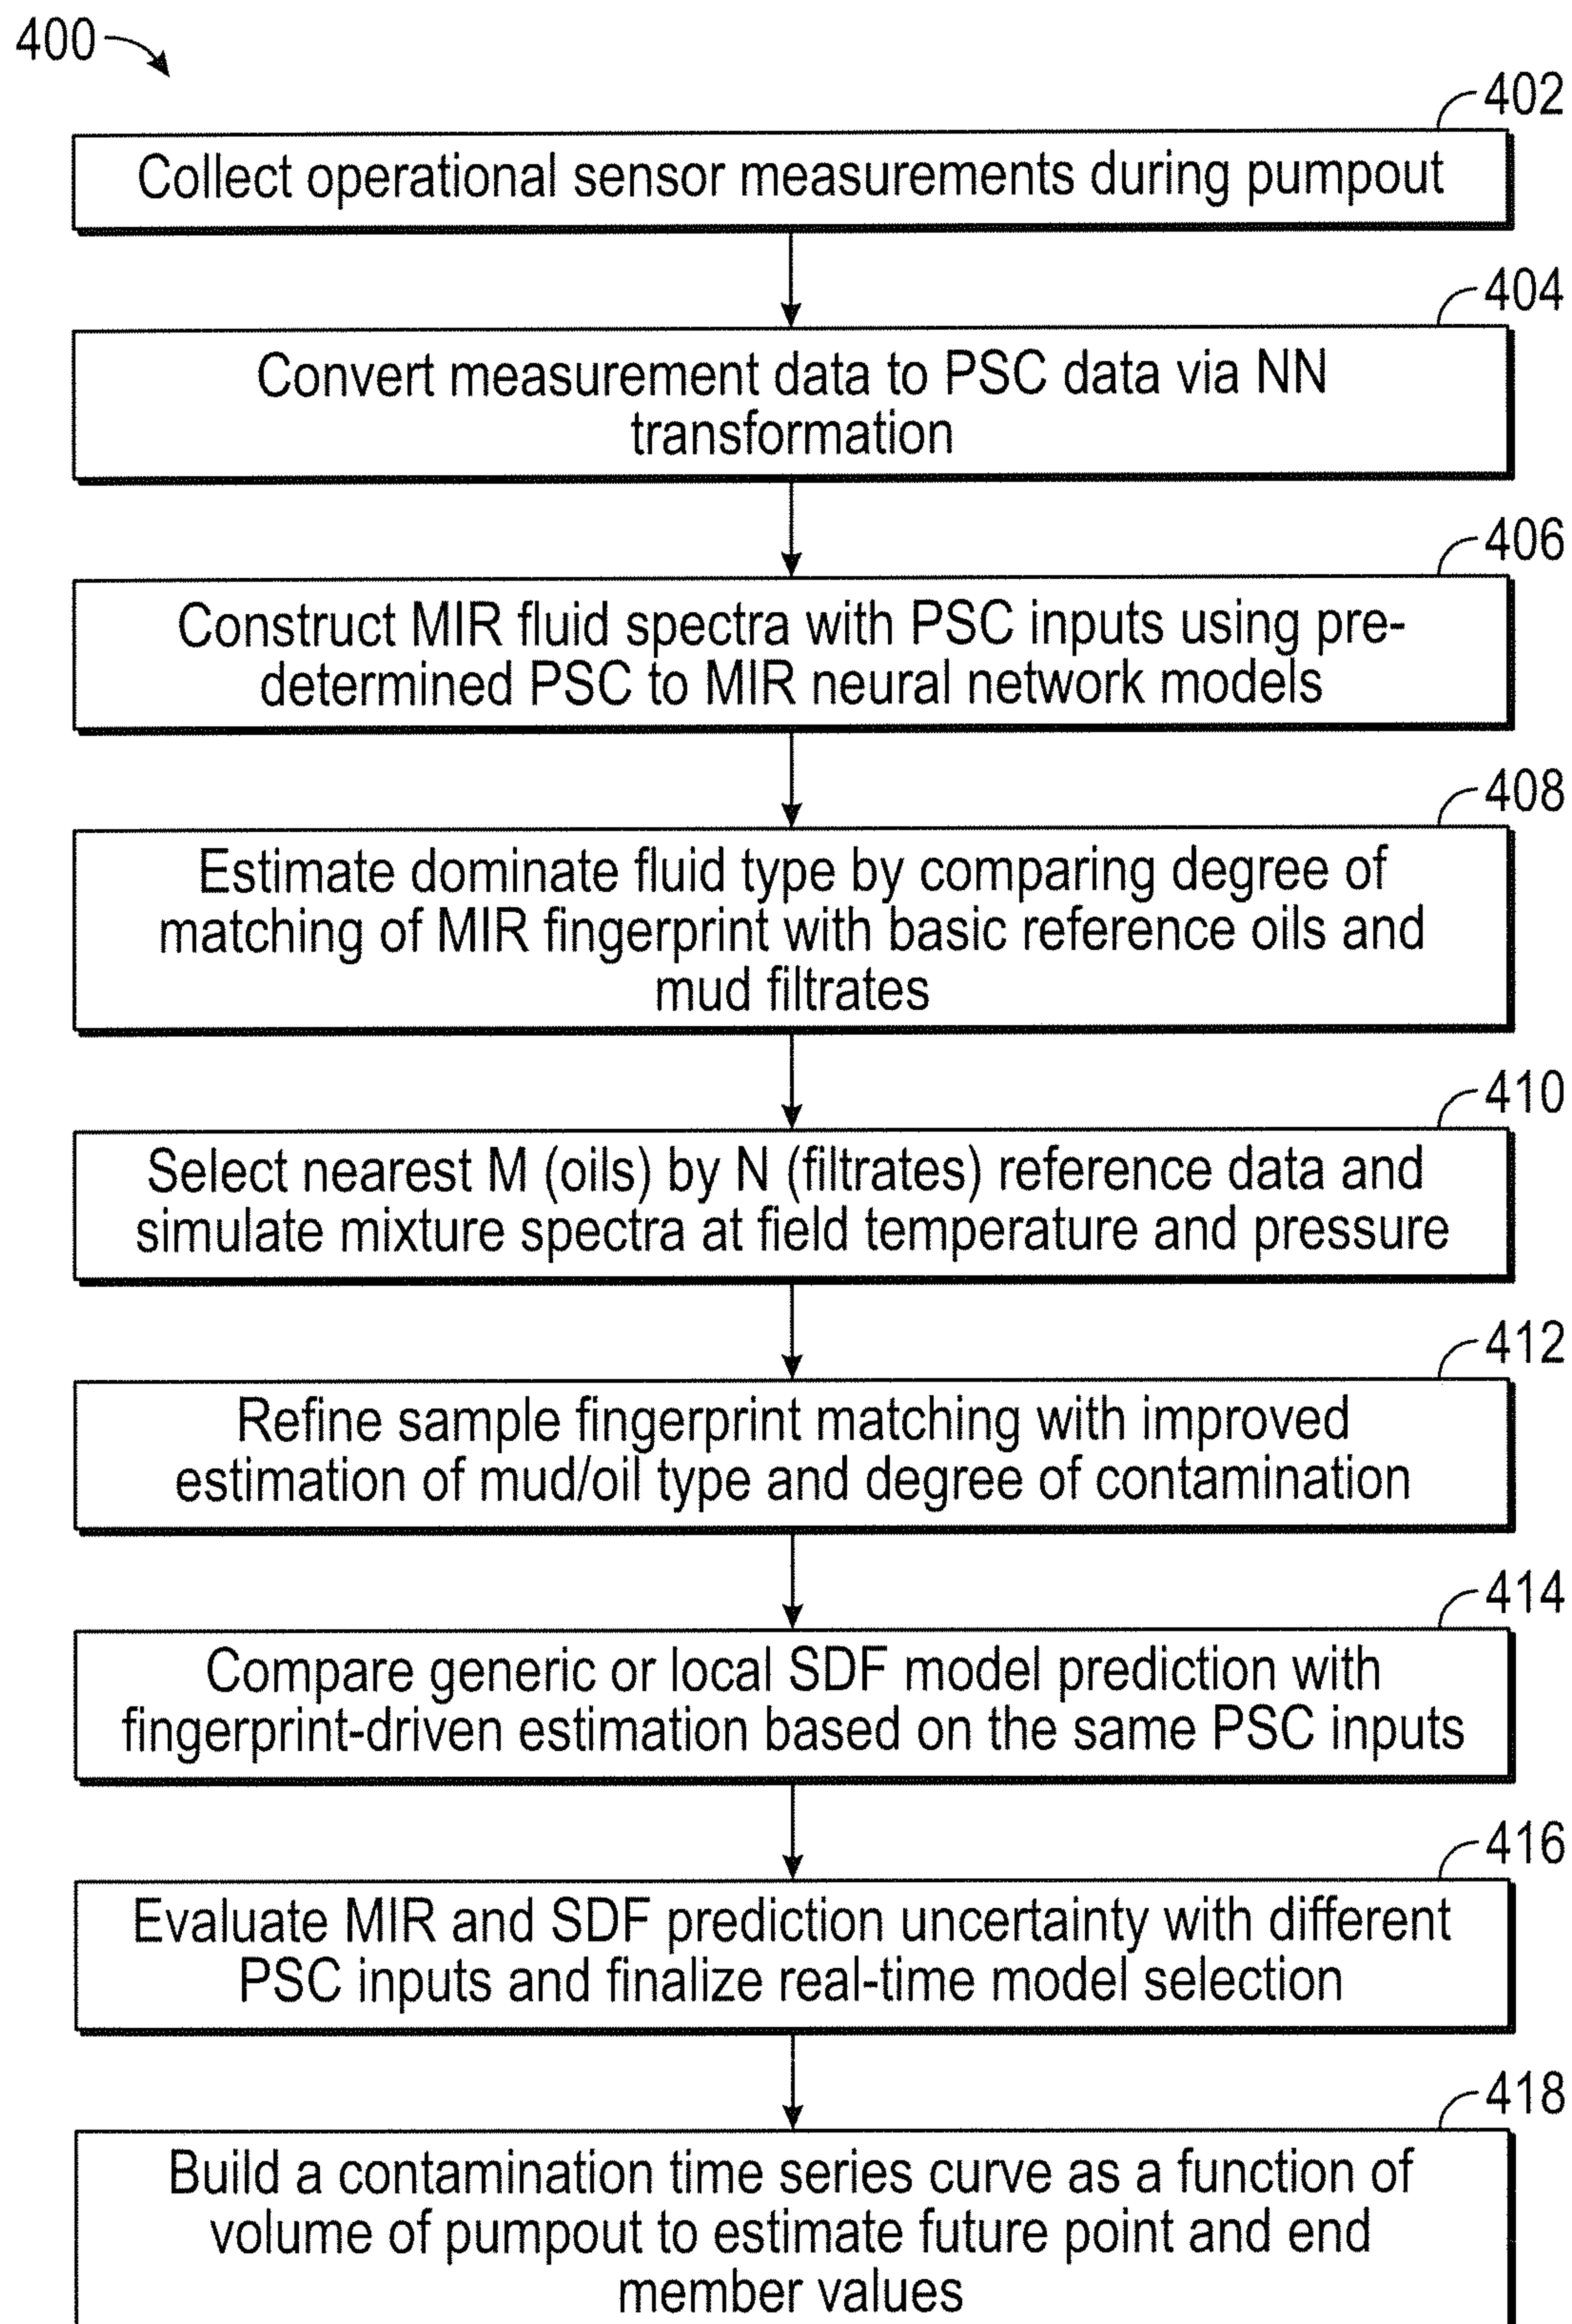 400
402
Collect operational sensor measurements during pumpout
404
Convert measurement data to PSC data via NN
transformation
406
Construct MIR fluid spectra with PSC inputs using pre-
determined PSC to MIR neural network models
408
Estimate dominate fluid type by comparing degree of
matching of MIR fingerprint with basic reference oils and
mud filtrates
410
Select nearest M (oils) by N (filtrates) reference data and
simulate mixture spectra at field temperature and pressure
412
Refine sample fingerprint matching with improved
estimation of mud/oil type and degree of contamination
414
Compare generic or local SDF model prediction with
fingerprint-driven estimation based on the same PSC inputs
416
Evaluate MIR and SDF prediction uncertainty with different
PSC inputs and finalize real-time model selection
418
Build a contamination time series curve as a function of
volume of pumpout to estimate future point and end
member values